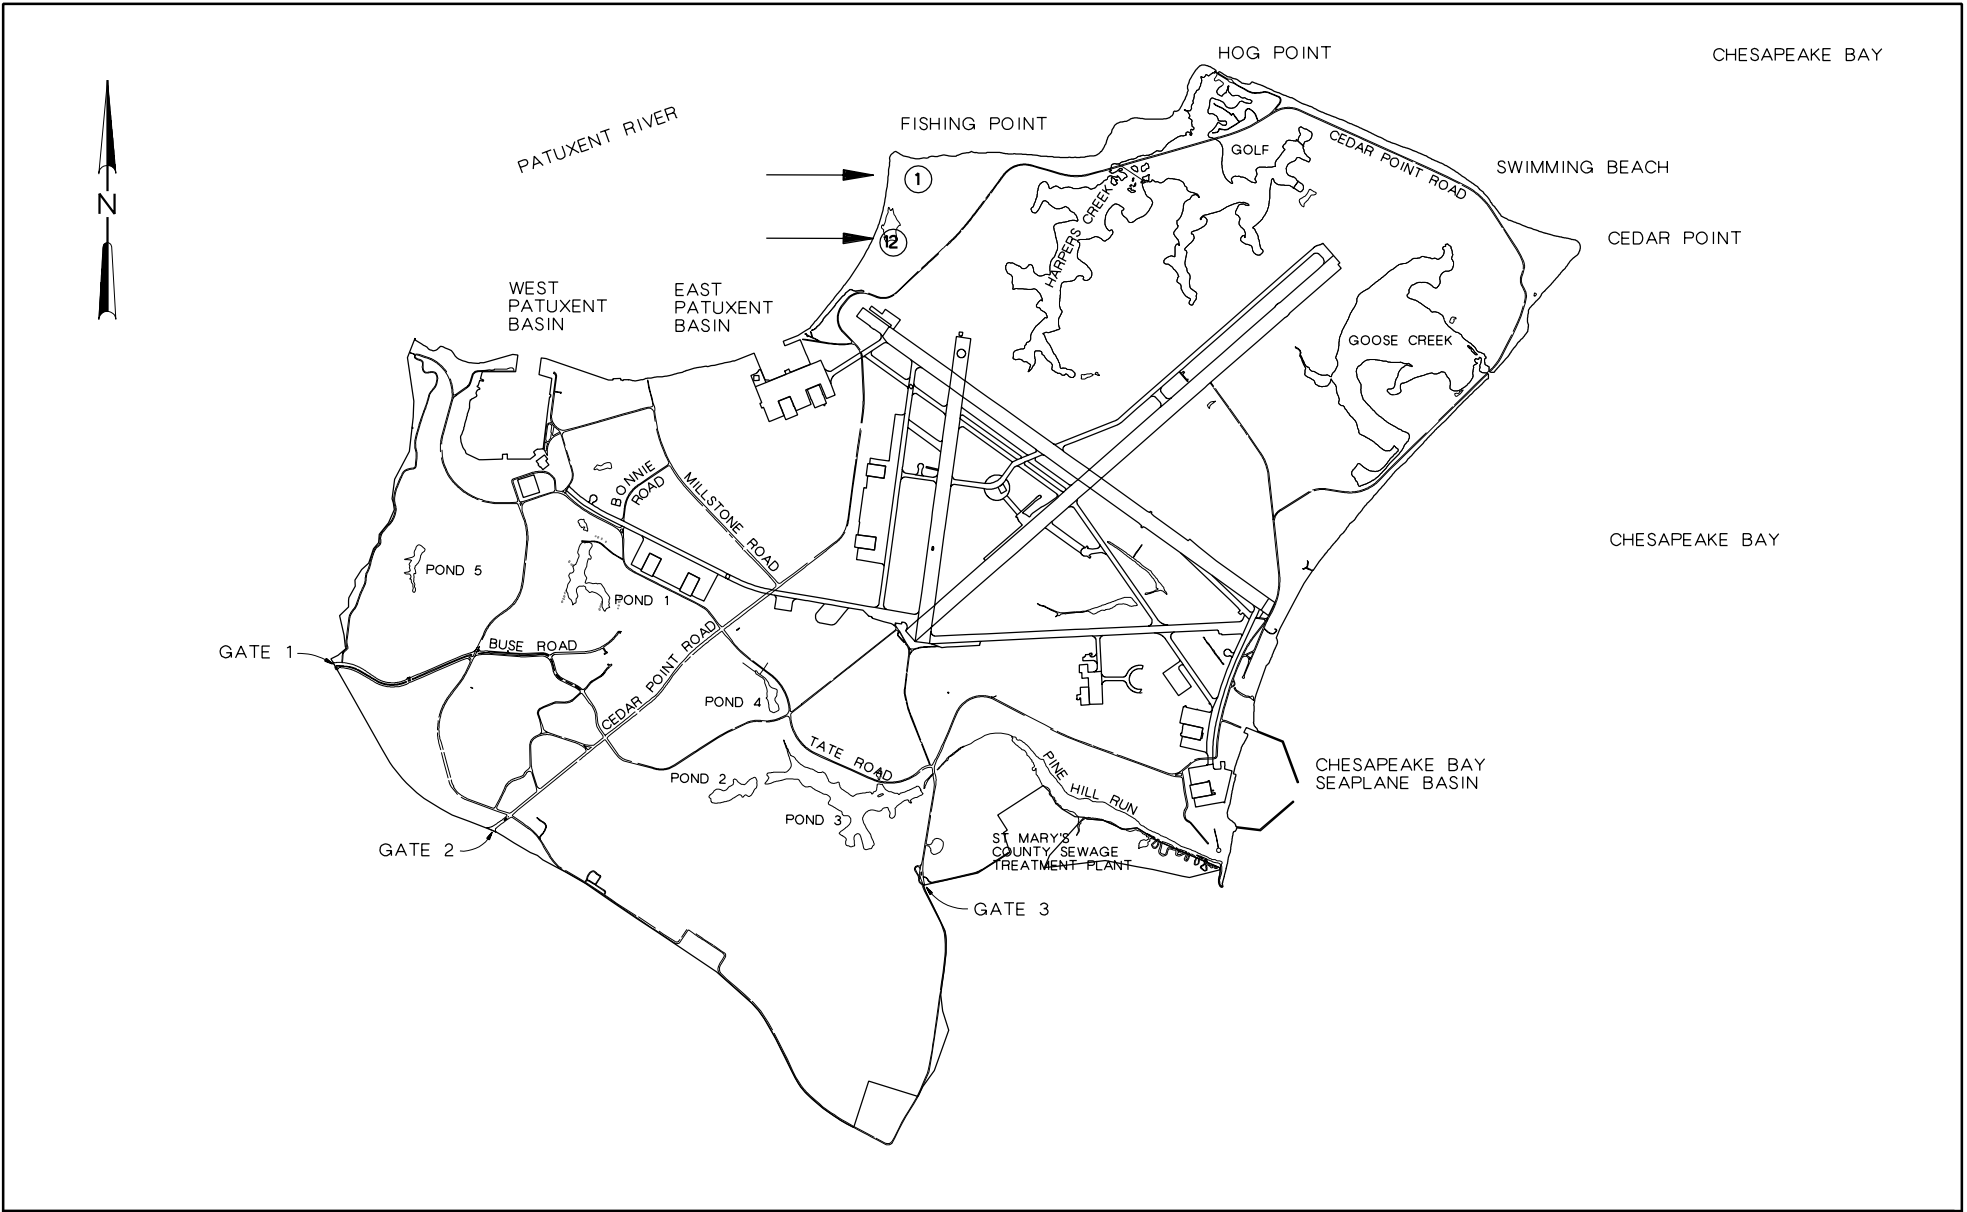 HOG POINT
CHESAPEAKE BAY
PATUXENT RIVER
FISHING POINT
GOLF
CEDAR POINT ROAD
SWIMMING BEACH
1
N
HARPERS CREEK
12
CEDAR POINT
WEST
PATUXENT
BASIN
EAST
PATUXENT
BASIN
GOOSE CREEK
BONNIE
ROAD
MILLSTONE ROAD
CHESAPEAKE BAY
POND 5
POND 1
GATE 1
BUSE ROAD
CEDAR POINT ROAD
POND 4
TATE ROAD
POND 2
PINE HILL RUN
CHESAPEAKE BAY
SEAPLANE BASIN
POND 3
GATE 2
ST MARY'S
COUNTY SEWAGE
TREATMENT PLANT
GATE 3